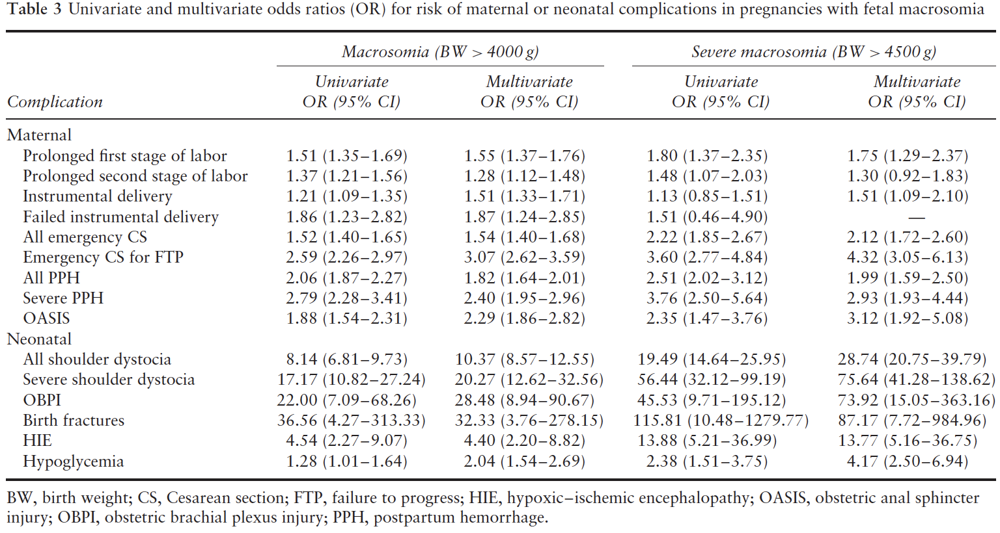 Table 3 Univariate and multivariate odds ratios (OR) for risk of maternal or neonatal complications in pregnancies with fetal macrosomia
Macrosomia (BW > 4000 g) Severe macrosomia (BW > 4500 g)
Univariate Multivariate Univariate Multivariate
Complication OR (95% CI) OR (95% CI) OR (95% CI) OR (95% CI)
Maternal
Prolonged first stage of labor 1.51 (1.35–1.69) 1.55 (1.37–1.76) 1.80 (1.37–2.35) 1.75 (1.29–2.37)
Prolonged second stage of labor 1.37 (1.21–1.56) 1.28 (1.12–1.48) 1.48 (1.07–2.03) 1.30 (0.92–1.83)
Instrumental delivery 1.21 (1.09–1.35) 1.51 (1.33–1.71) 1.13 (0.85–1.51) 1.51 (1.09–2.10)
Failed instrumental delivery 1.86 (1.23–2.82) 1.87 (1.24–2.85) 1.51 (0.46–4.90) —
All emergency CS 1.52 (1.40–1.65) 1.54 (1.40–1.68) 2.22 (1.85–2.67) 2.12 (1.72–2.60)
Emergency CS for FTP 2.59 (2.26–2.97) 3.07 (2.62–3.59) 3.60 (2.77–4.84) 4.32 (3.05–6.13)
All PPH 2.06 (1.87–2.27) 1.82 (1.64–2.01) 2.51 (2.02–3.12) 1.99 (1.59–2.50)
Severe PPH 2.79 (2.28–3.41) 2.40 (1.95–2.96) 3.76 (2.50–5.64) 2.93 (1.93–4.44)
OASIS 1.88 (1.54–2.31) 2.29 (1.86–2.82) 2.35 (1.47–3.76) 3.12 (1.92–5.08)
Neonatal
All shoulder dystocia 8.14 (6.81–9.73) 10.37 (8.57–12.55) 19.49 (14.64–25.95) 28.74 (20.75–39.79)
Severe shoulder dystocia 17.17 (10.82–27.24) 20.27 (12.62–32.56) 56.44 (32.12–99.19) 75.64 (41.28–138.62)
OBPI 22.00 (7.09–68.26) 28.48 (8.94–90.67) 45.53 (9.71–195.12) 73.92 (15.05–363.16)
Birth fractures 36.56 (4.27–313.33) 32.33 (3.76–278.15) 115.81 (10.48–1279.77) 87.17 (7.72–984.96)
HIE 4.54 (2.27–9.07) 4.40 (2.20–8.82) 13.88 (5.21–36.99) 13.77 (5.16–36.75)
Hypoglycemia 1.28 (1.01–1.64) 2.04 (1.54–2.69) 2.38 (1.51–3.75) 4.17 (2.50–6.94)
BW, birth weight; CS, Cesarean section; FTP, failure to progress; HIE, hypoxic–ischemic encephalopathy; OASIS, obstetric anal sphincter
injury; OBPI, obstetric brachial plexus injury; PPH, postpartum hemorrhage.